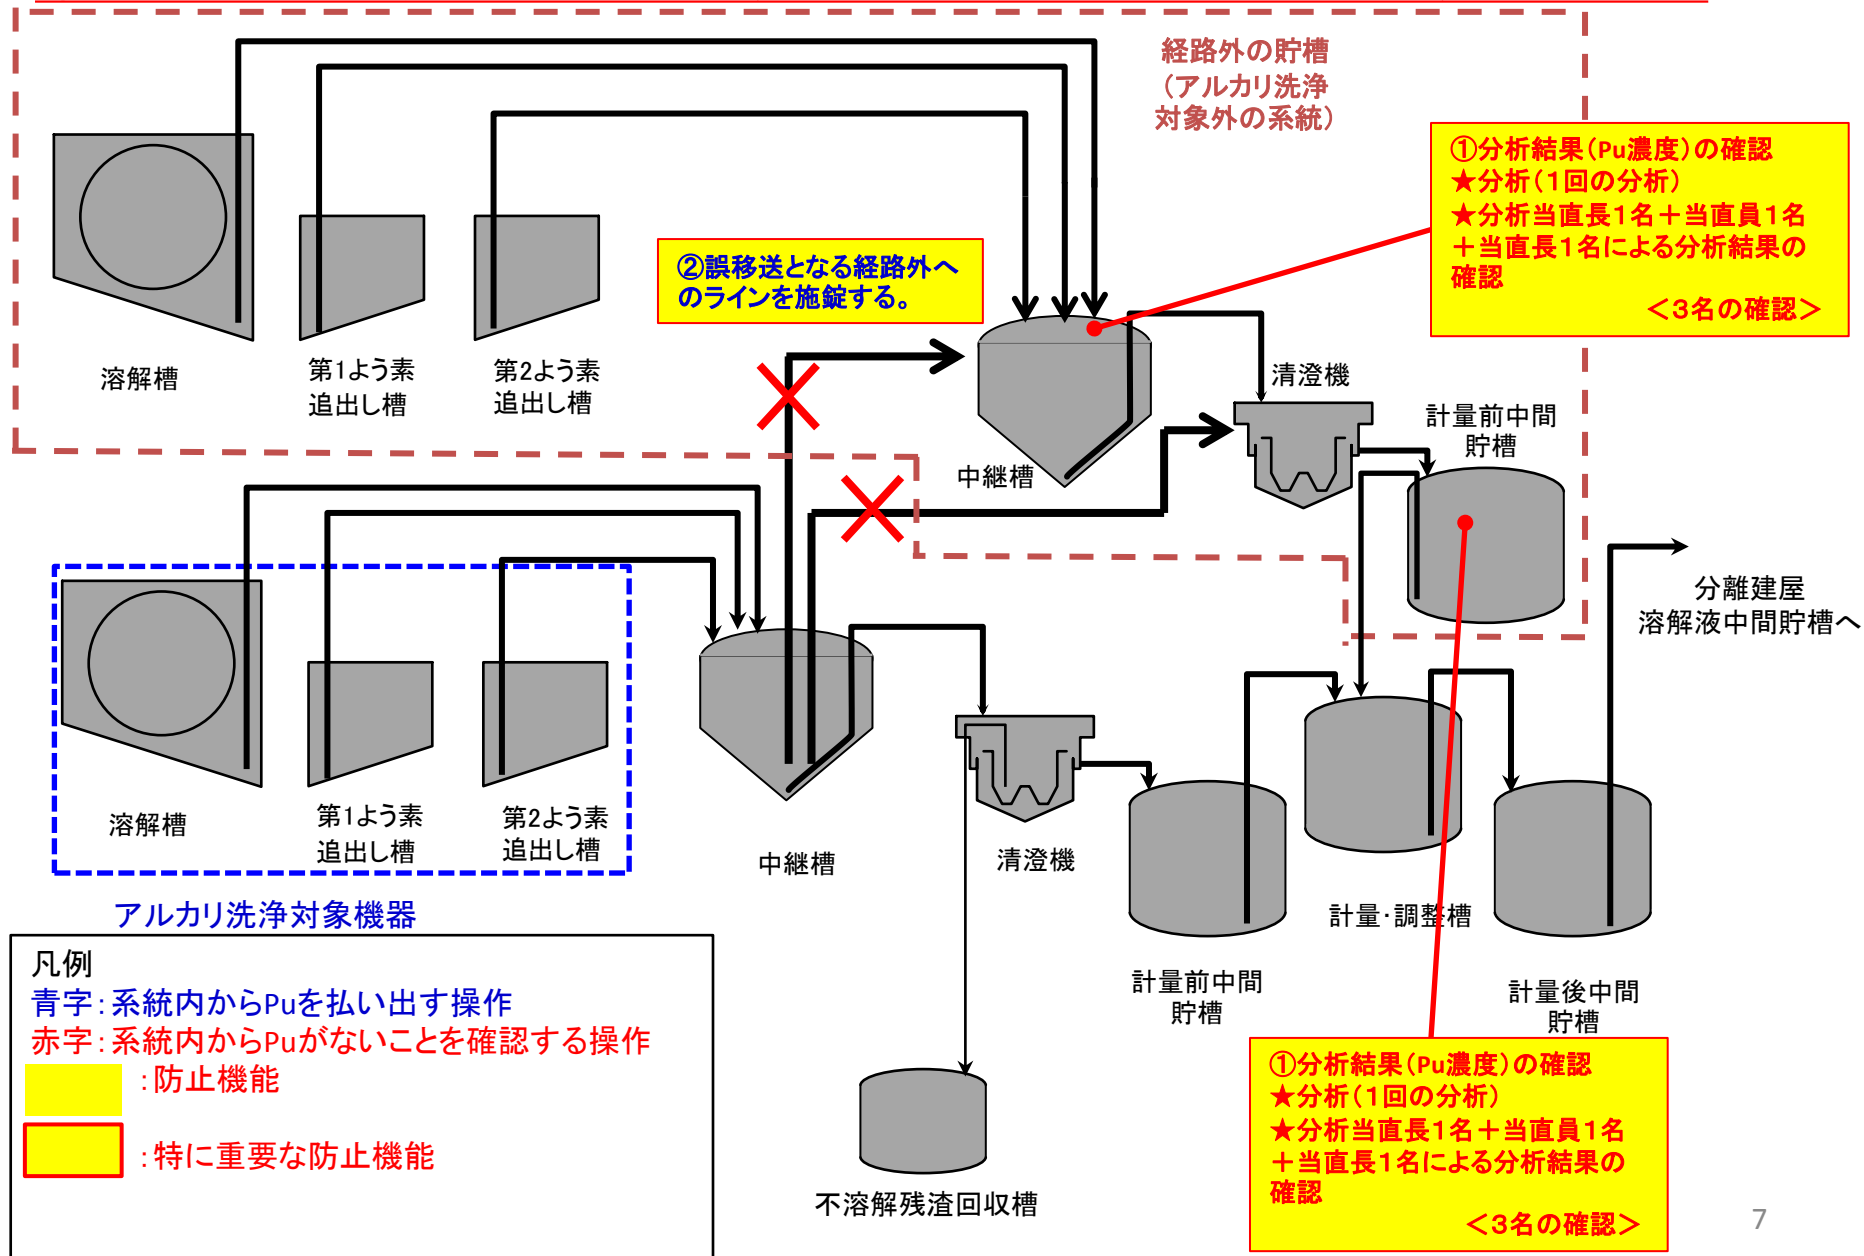 経路外の貯槽
（アルカリ洗浄
対象外の系統）
①分析結果（Pu濃度）の確認
★分析（１回の分析）
★分析当直長１名＋当直員１名
＋当直長１名による分析結果の
確認
＜３名の確認＞
②誤移送となる経路外へ
のラインを施錠する。
溶解槽
第1よう素
追出し槽
第2よう素
追出し槽
中継槽
清澄機
計量前中間
貯槽
分離建屋
溶解液中間貯槽へ
溶解槽
第1よう素
追出し槽
第2よう素
追出し槽
中継槽
清澄機
計量前中間
貯槽
計量・調整槽
計量後中間
貯槽
不溶解残渣回収槽
アルカリ洗浄対象機器
凡例
青字：系統内からPuを払い出す操作
赤字：系統内からPuがないことを確認する操作
：防止機能
：特に重要な防止機能
①分析結果（Pu濃度）の確認
★分析（１回の分析）
★分析当直長１名＋当直員１名
＋当直長１名による分析結果の
確認
＜３名の確認＞
7